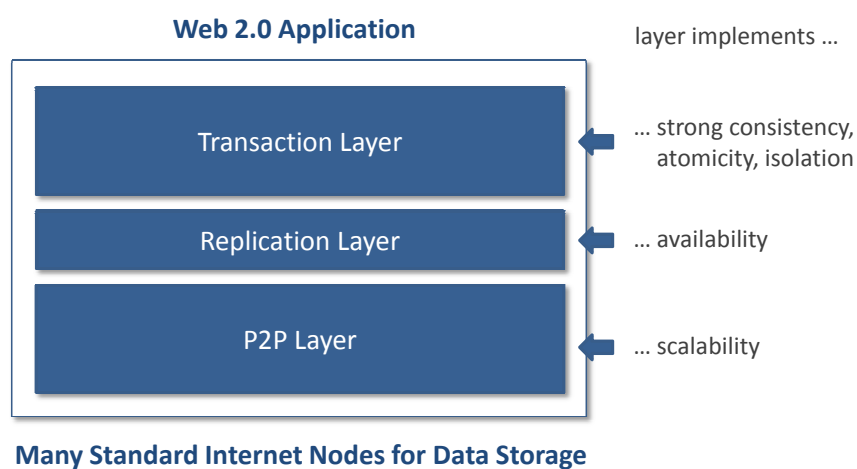 Web 2.0 Application
layer implements …
Transaction Layer
… strong consistency,
atomicity, isolation
Replication Layer
… availability
P2P Layer
… scalability
Many Standard Internet Nodes for Data Storage